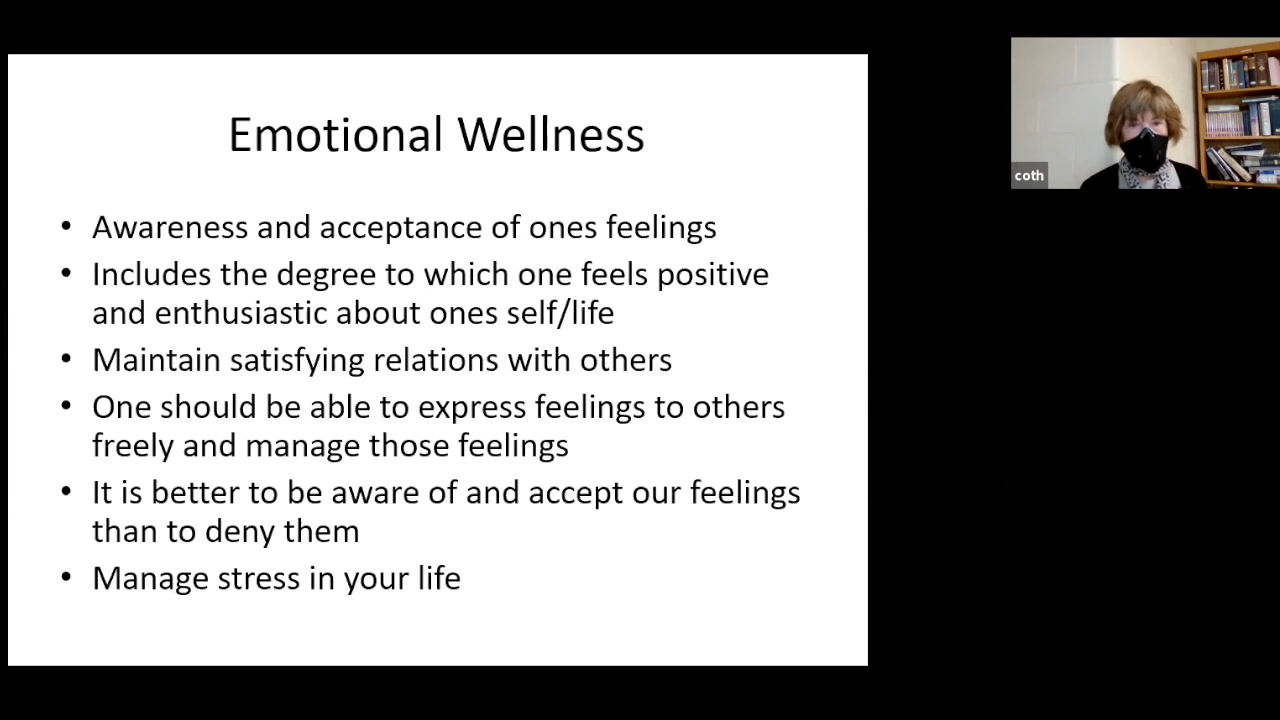 Emotional Wellness
• Awareness and acceptance of ones feelings
• Includes the degree to which one feels positive
and enthusiastic about ones self/life
• Maintain satisfying relations with others
• One should be able to express feelings to others
freely and manage those feelings
• It is better to be aware of and accept our feelings
than to deny them
• Manage stress in your life
coth